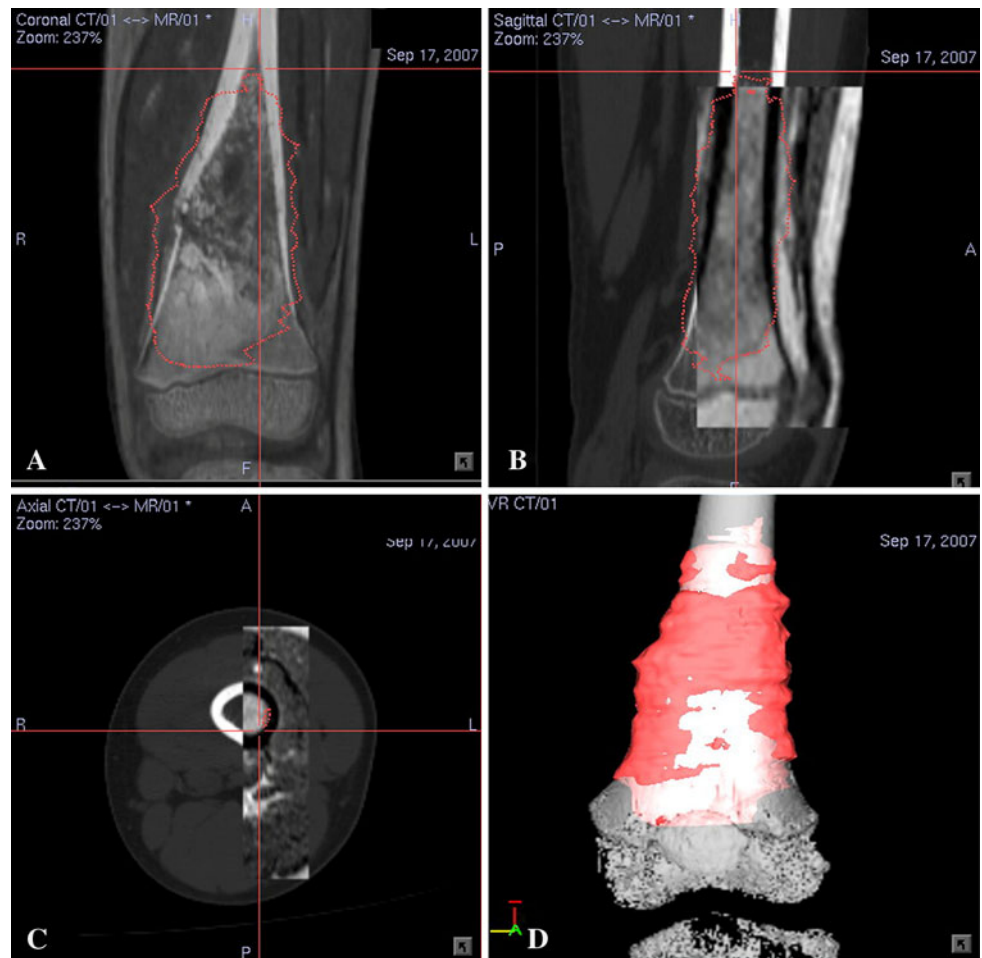 Coronal CT/01 <-> MR/01 *
Zoom: 237%
H
Sep 17, 2007
R
L
A
F
Sagittal CT/01 <-> MR/01 *
Zoom: 237%
H
Sep 17, 2007
P
A
B
Axial CT/01 <-> MR/01 *
Zoom: 237%
A
Sep 17, 2007
R
L
C
P
VR CT/01
Sep 17, 2007
A
D